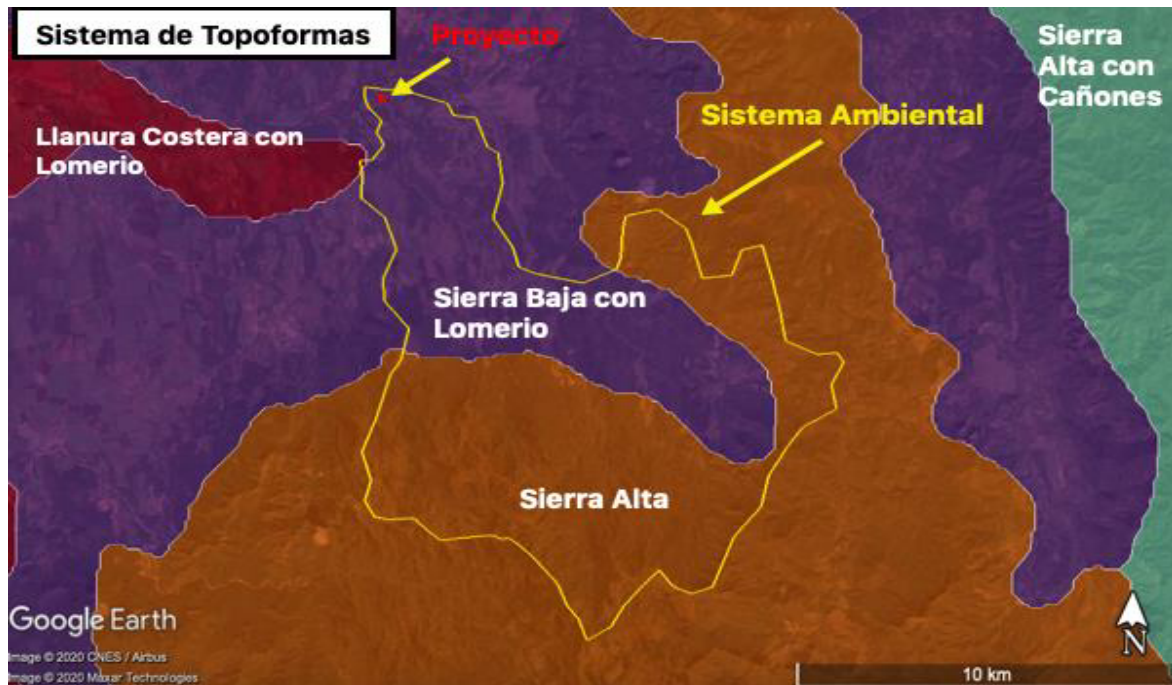 Sistema de Topoformas
Proyecto
Sierra
Alta con
Cañones
Sistema Ambiental
Llanura Costera con
Lomerio
Sierra Baja con
Lomerio
Sierra Alta
Google Earth
N
Image © 2020 CNES / Airbus
Image © 2020 Maxar Technologies
10 km